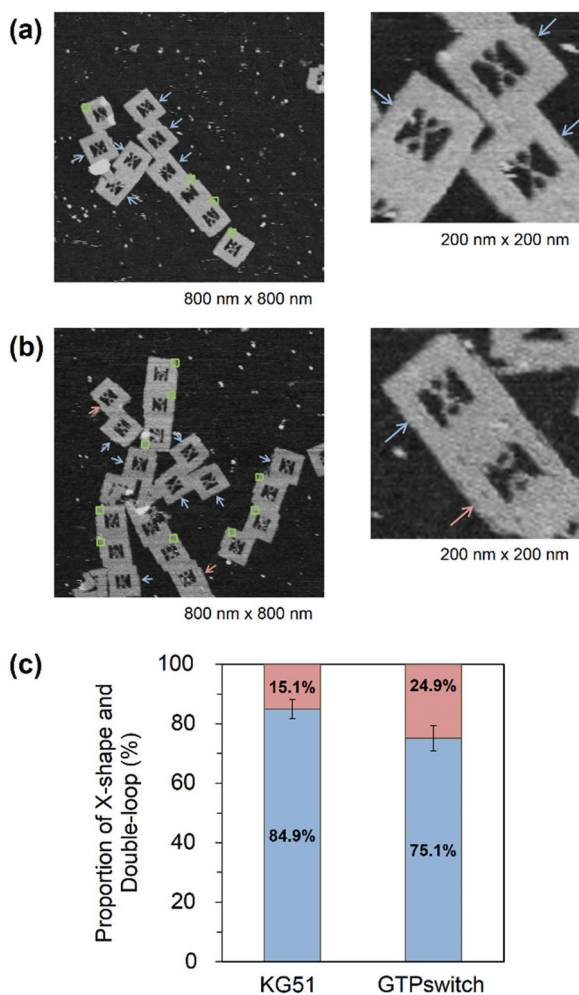 (a)
800 nm x 800 nm
200 nm x 200 nm
(b)
800 nm x 800 nm
200 nm x 200 nm
(c)
Proportion of X-shape and
Double-loop (%)
100
80
60
40
20
0
15.1%
84.9%
24.9%
75.1%
KG51
GTPswitch